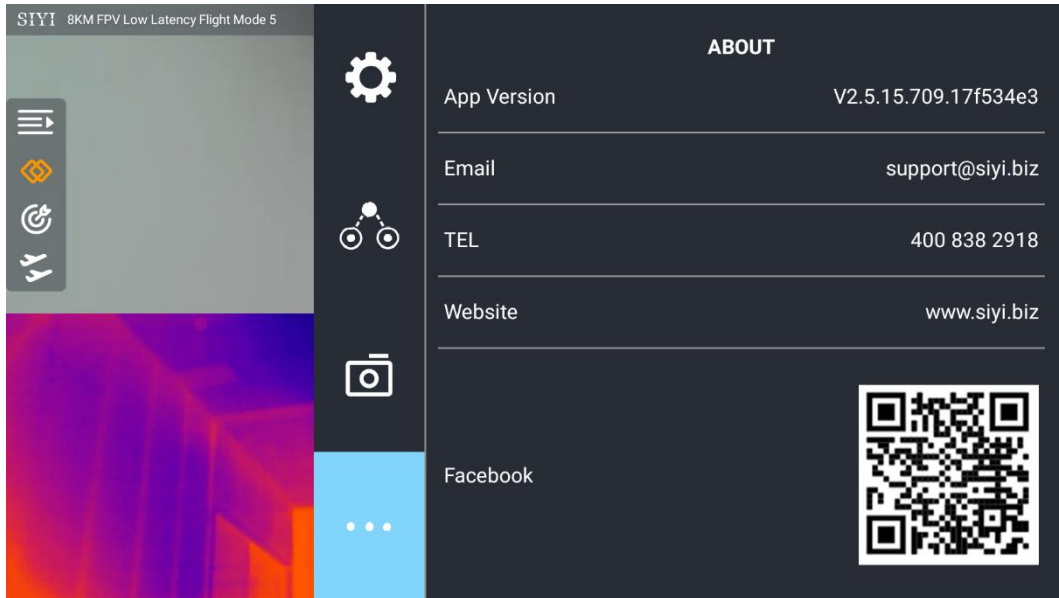 SIYI 8KM FPV Low Latency Flight Mode 5
ABOUT
App Version V2.5.15.709.17f534e3
Email support@siyi.biz
TEL 400 838 2918
Website www.siyi.biz
Facebook